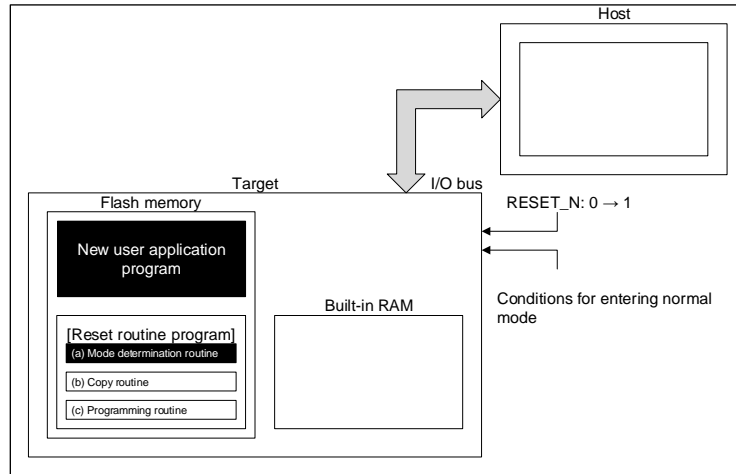 Host
Target
I/O bus
Flash memory
RESET_N: 0 → 1
New user application
program
Conditions for entering normal
mode
Built-in RAM
[Reset routine program]
(a) Mode determination routine
(b) Copy routine
(c) Programming routine